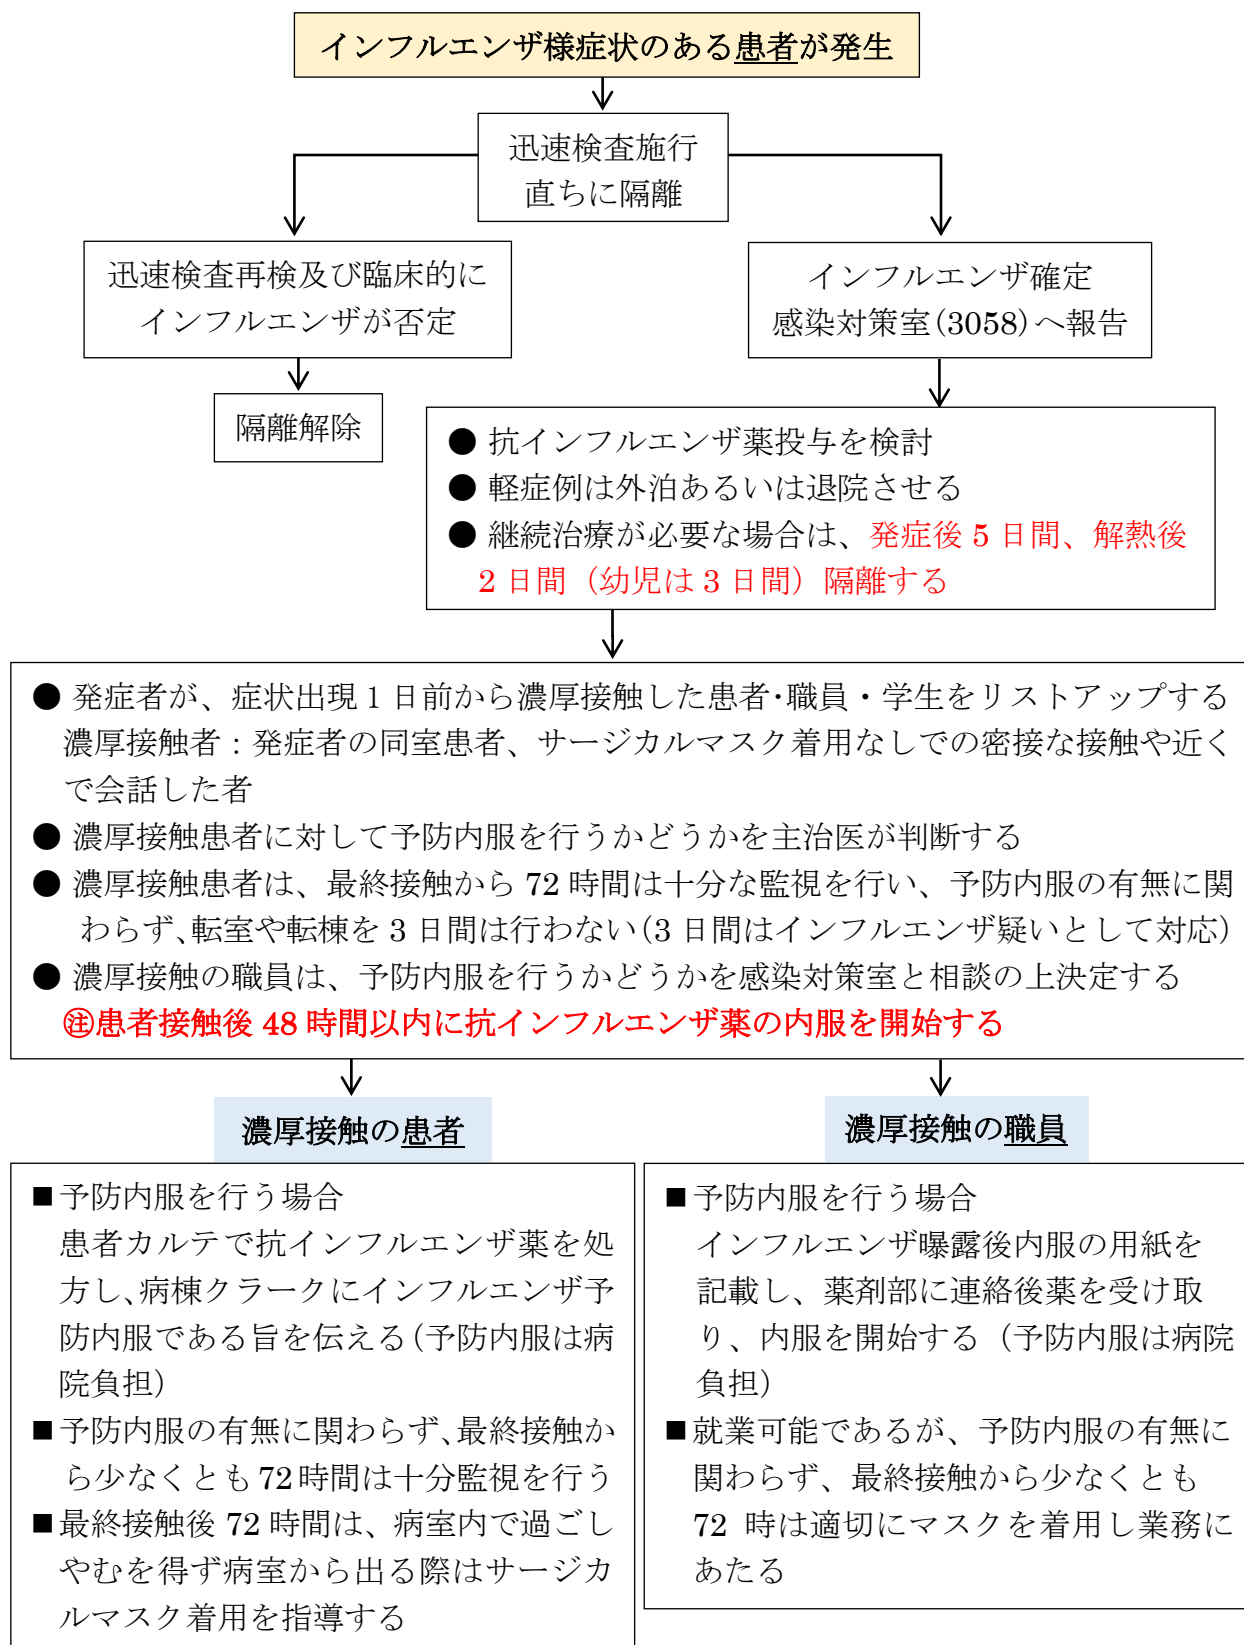 インフルエンザ様症状のある患者が発生
迅速検査施行
直ちに隔離
迅速検査再検及び臨床的に
インフルエンザが否定
インフルエンザ確定
感染対策室(3058)へ報告
隔離解除
● 抗インフルエンザ薬投与を検討
● 軽症例は外泊あるいは退院させる
● 継続治療が必要な場合は、発症後 5 日間、解熱後
2 日間（幼児は 3 日間）隔離する
● 発症者が、症状出現 1 日前から濃厚接触した患者･職員・学生をリストアップする
濃厚接触者：発症者の同室患者、サージカルマスク着用なしでの密接な接触や近く
で会話した者
● 濃厚接触患者に対して予防内服を行うかどうかを主治医が判断する
● 濃厚接触患者は、最終接触から 72 時間は十分な監視を行い、予防内服の有無に関
わらず､転室や転棟を 3 日間は行わない(3 日間はインフルエンザ疑いとして対応)
● 濃厚接触の職員は、予防内服を行うかどうかを感染対策室と相談の上決定する
㊟患者接触後 48 時間以内に抗インフルエンザ薬の内服を開始する
濃厚接触の患者
濃厚接触の職員
■予防内服を行う場合
患者カルテで抗インフルエンザ薬を処
方し､病棟クラークにインフルエンザ予
防内服である旨を伝える(予防内服は病
院負担)
■予防内服の有無に関わらず､最終接触か
ら少なくとも 72 時間は十分監視を行う
■最終接触後 72 時間は、病室内で過ごし
やむを得ず病室から出る際はサージカ
ルマスク着用を指導する
■予防内服を行う場合
インフルエンザ曝露後内服の用紙を
記載し、薬剤部に連絡後薬を受け取
り、内服を開始する（予防内服は病院
負担）
■就業可能であるが、予防内服の有無に
関わらず、最終接触から少なくとも
72 時は適切にマスクを着用し業務に
あたる